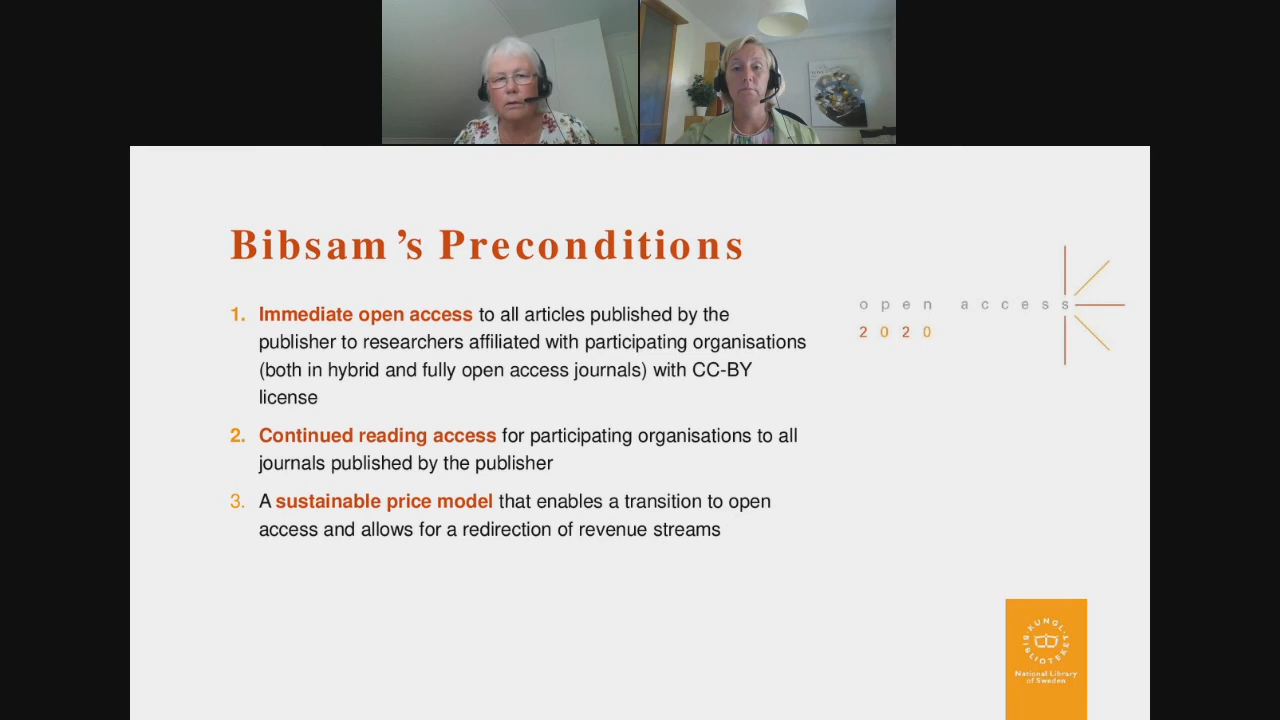 Bibsam's Preconditions
1. Immediate open access to all articles published by the
publisher to researchers affiliated with participating organisations
(both in hybrid and fully open access journals) with CC-BY
license
2. Continued reading access for participating organisations to all
journals published by the publisher
3. A sustainable price model that enables a transition to open
access and allows for a redirection of revenue streams
open access
2020
KUNGL. BIBLIOTEKET
National Library
of Sweden